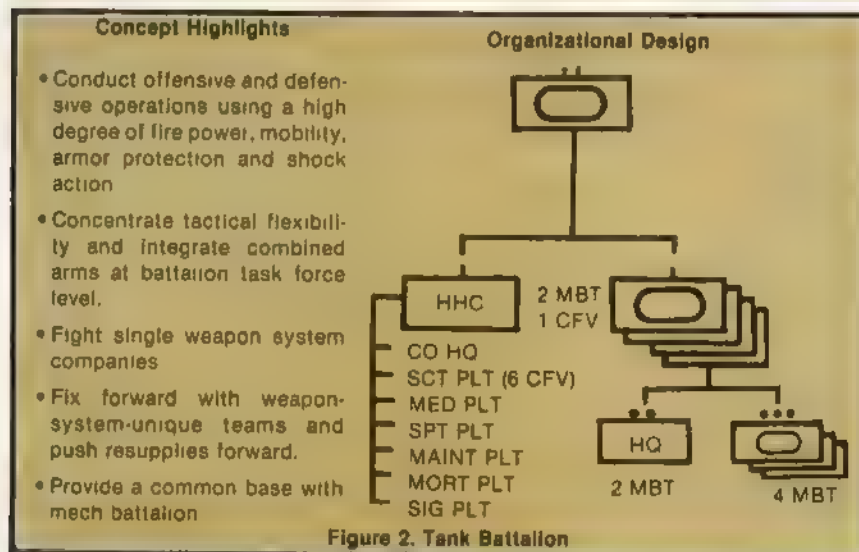 Concept Highlights
• Conduct offensive and defen-
sive operations using a high
degree of fire power, mobility,
armor protection and shock
action
• Concentrate tactical flexibili-
ty and integrate combined
arms at battalion task force
level.
• Fight single weapon system
companies
• Fix forward with weapon-
system-unique teams and
push resupplies forward.
• Provide a common base with
mech battalion
Organizational Design
HHC
2 MBT
1 CFV
CO HQ
SCT PLT (6 CFV)
MED PLT
SPT PLT
MAINT PLT
MORT PLT
SIG PLT
HQ
2 MBT
4 MBT
Figure 2. Tank Battalion